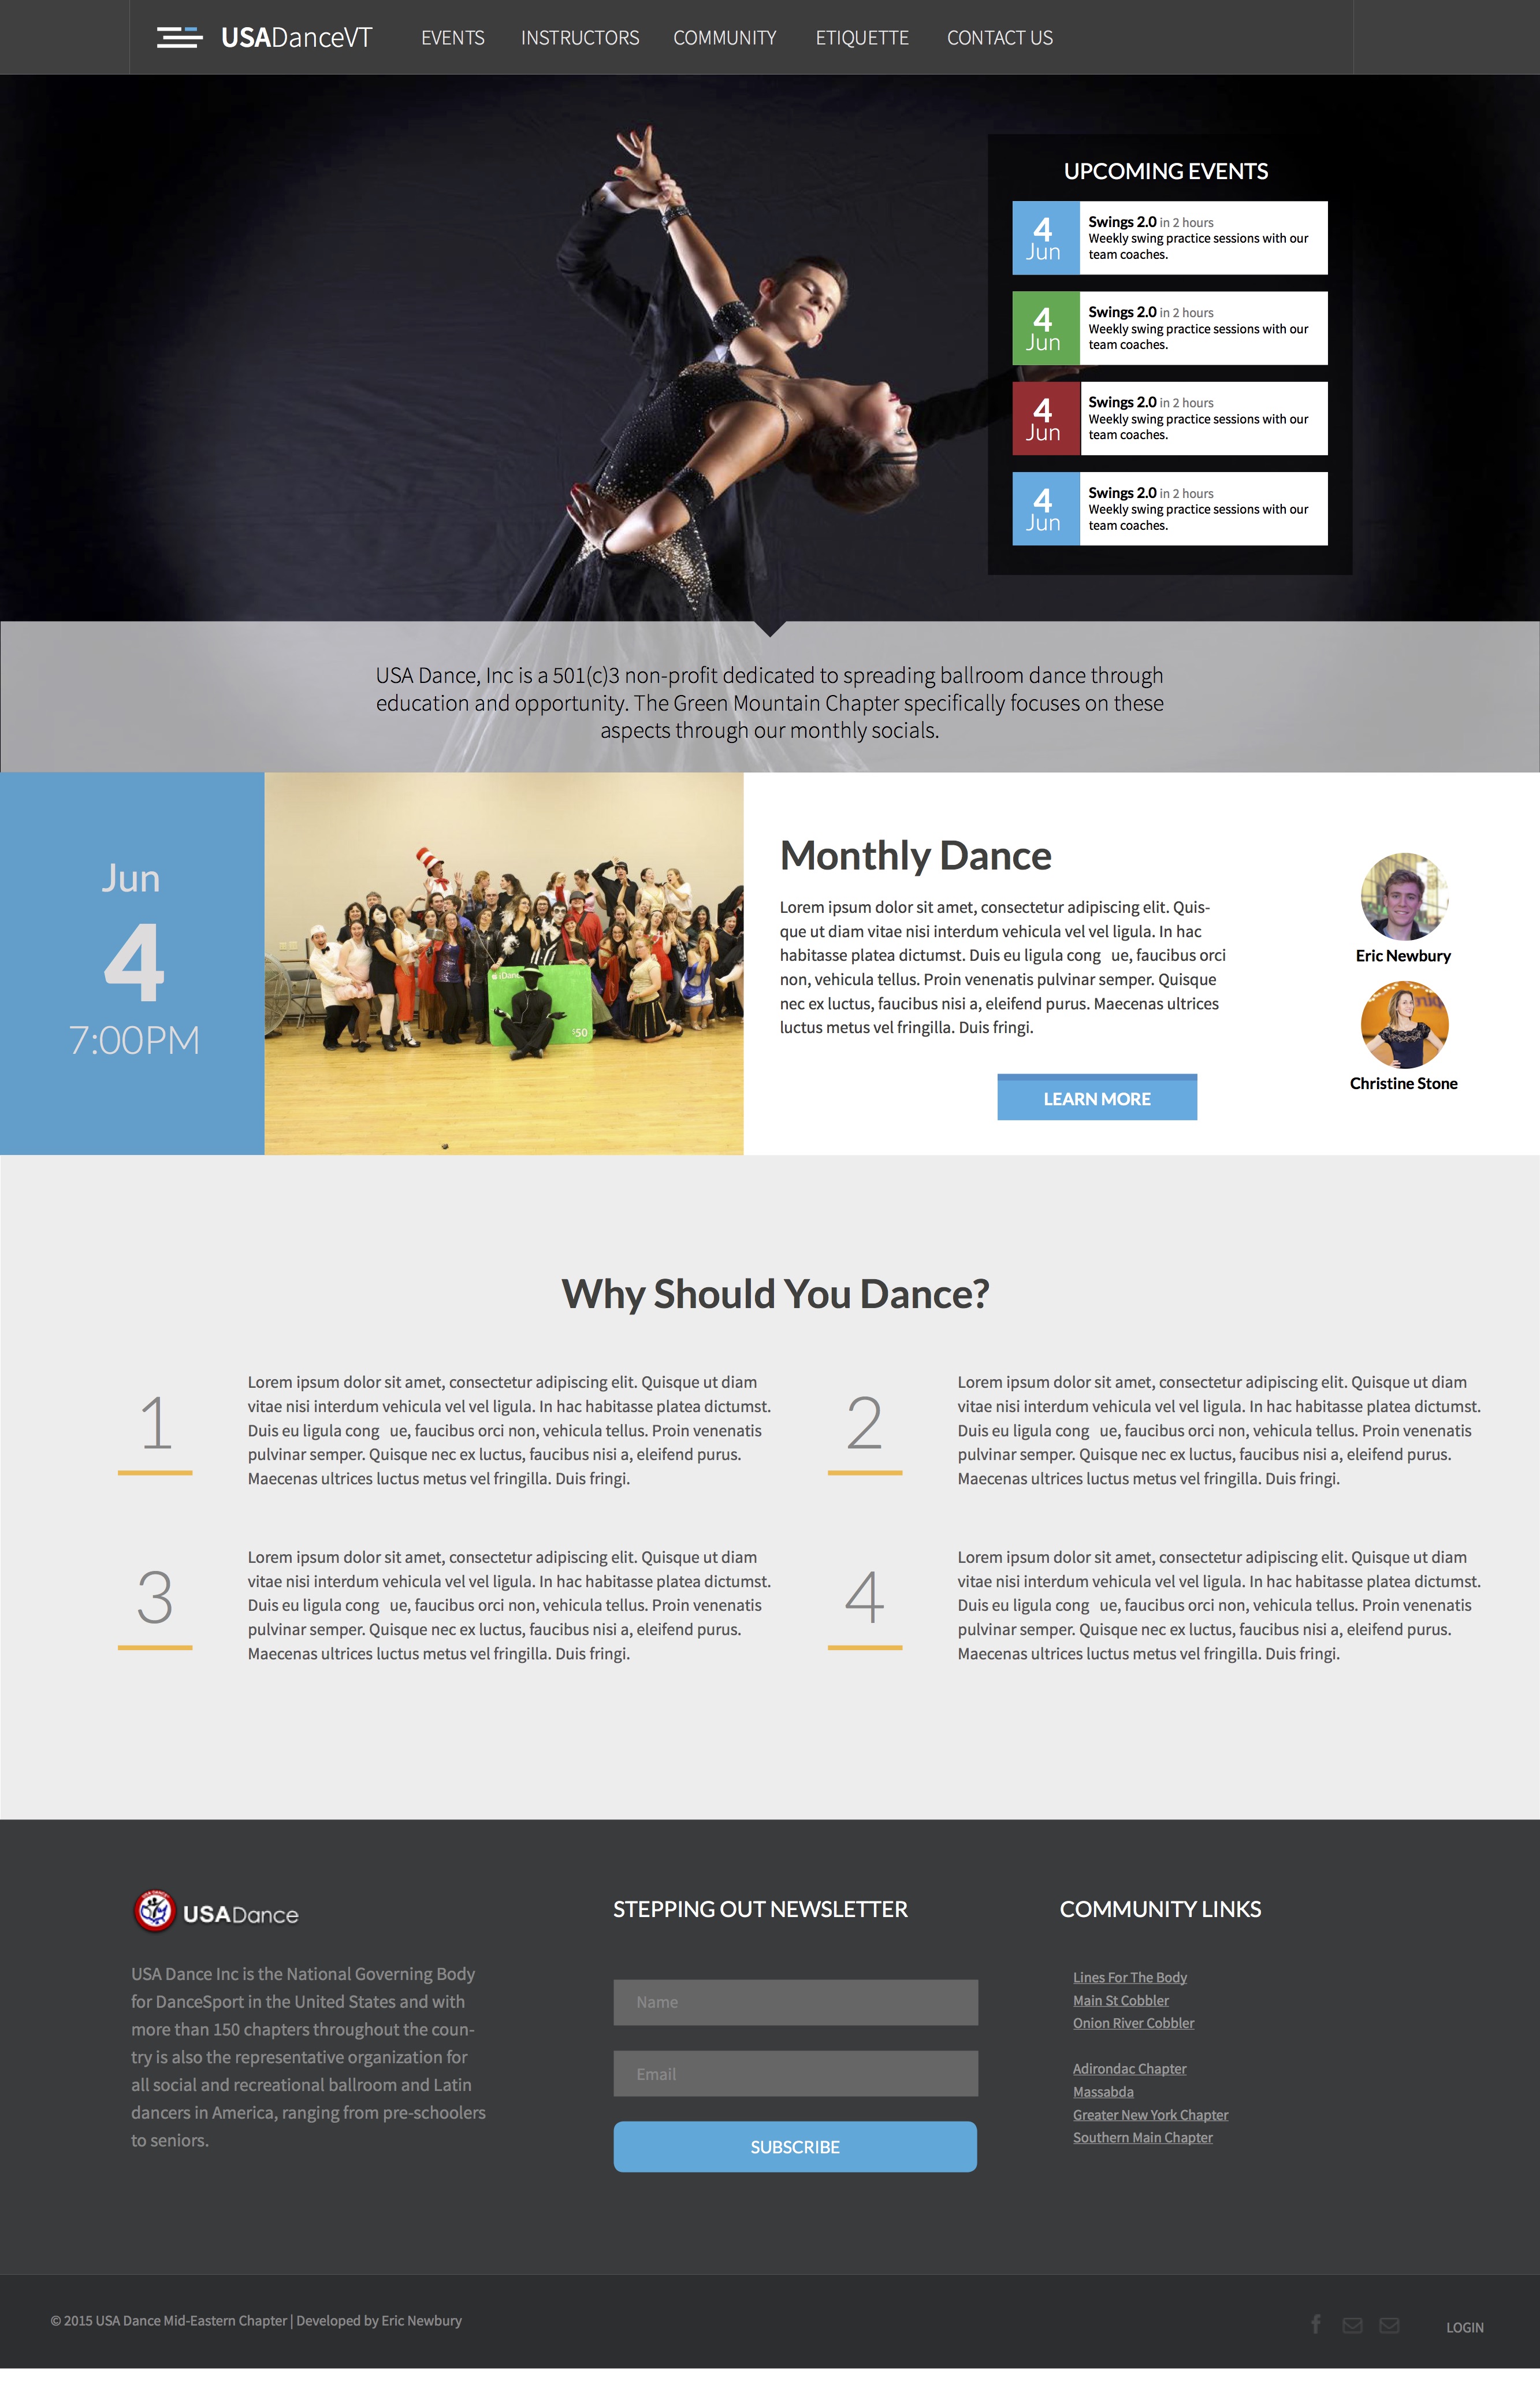 USADanceVT
EVENTS
INSTRUCTORS
COMMUNITY
ETIQUETTE
CONTACT US
UPCOMING EVENTS
4
Jun
Swings 2.0 in 2 hours
Weekly swing practice sessions with our
team coaches.
4
Jun
Swings 2.0 in 2 hours
Weekly swing practice sessions with our
team coaches.
4
Jun
Swings 2.0 in 2 hours
Weekly swing practice sessions with our
team coaches.
4
Jun
Swings 2.0 in 2 hours
Weekly swing practice sessions with our
team coaches.
USA Dance, Inc is a 501(c)3 non-profit dedicated to spreading ballroom dance through
education and opportunity. The Green Mountain Chapter specifically focuses on these
aspects through our monthly socials.
Jun
4
7:00PM
iDance
$50
Monthly Dance
Lorem ipsum dolor sit amet, consectetur adipiscing elit. Quis-
que ut diam vitae nisi interdum vehicula vel vel ligula. In hac
habitasse platea dictumst. Duis eu ligula cong ue, faucibus orci
non, vehicula tellus. Proin venenatis pulvinar semper. Quisque
nec ex luctus, faucibus nisi a, eleifend purus. Maecenas ultrices
luctus metus vel fringilla. Duis fringi.
LEARN MORE
Eric Newbury
Christine Stone
Why Should You Dance?
1
Lorem ipsum dolor sit amet, consectetur adipiscing elit. Quisque ut diam
vitae nisi interdum vehicula vel vel ligula. In hac habitasse platea dictumst.
Duis eu ligula cong ue, faucibus orci non, vehicula tellus. Proin venenatis
pulvinar semper. Quisque nec ex luctus, faucibus nisi a, eleifend purus.
Maecenas ultrices luctus metus vel fringilla. Duis fringi.
2
Lorem ipsum dolor sit amet, consectetur adipiscing elit. Quisque ut diam
vitae nisi interdum vehicula vel vel ligula. In hac habitasse platea dictumst.
Duis eu ligula cong ue, faucibus orci non, vehicula tellus. Proin venenatis
pulvinar semper. Quisque nec ex luctus, faucibus nisi a, eleifend purus.
Maecenas ultrices luctus metus vel fringilla. Duis fringi.
3
Lorem ipsum dolor sit amet, consectetur adipiscing elit. Quisque ut diam
vitae nisi interdum vehicula vel vel ligula. In hac habitasse platea dictumst.
Duis eu ligula cong ue, faucibus orci non, vehicula tellus. Proin venenatis
pulvinar semper. Quisque nec ex luctus, faucibus nisi a, eleifend purus.
Maecenas ultrices luctus metus vel fringilla. Duis fringi.
4
Lorem ipsum dolor sit amet, consectetur adipiscing elit. Quisque ut diam
vitae nisi interdum vehicula vel vel ligula. In hac habitasse platea dictumst.
Duis eu ligula cong ue, faucibus orci non, vehicula tellus. Proin venenatis
pulvinar semper. Quisque nec ex luctus, faucibus nisi a, eleifend purus.
Maecenas ultrices luctus metus vel fringilla. Duis fringi.
USA DANCE
USADance
USA Dance Inc is the National Governing Body
for DanceSport in the United States and with
more than 150 chapters throughout the coun-
try is also the representative organization for
all social and recreational ballroom and Latin
dancers in America, ranging from pre-schoolers
to seniors.
STEPPING OUT NEWSLETTER
Name
Email
SUBSCRIBE
COMMUNITY LINKS
Lines For The Body
Main St Cobbler
Onion River Cobbler
Adirondac Chapter
Massabda
Greater New York Chapter
Southern Main Chapter
© 2015 USA Dance Mid-Eastern Chapter | Developed by Eric Newbury
LOGIN